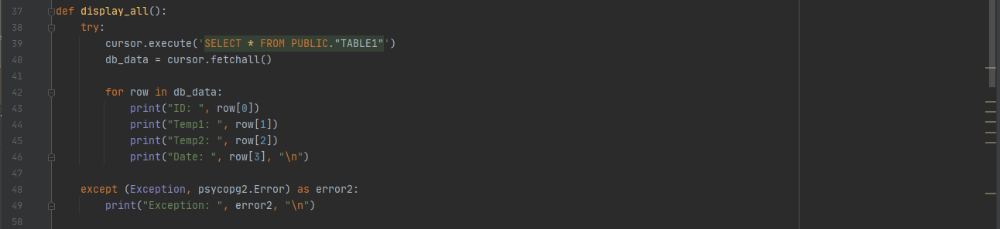 37 def display_all():
38     try:
39         cursor.execute('SELECT * FROM PUBLIC."TABLE1"')
40         db_data = cursor.fetchall()
41
42         for row in db_data:
43             print("ID: ", row[0])
44             print("Temp1: ", row[1])
45             print("Temp2: ", row[2])
46             print("Date: ", row[3], "\n")
47
48     except (Exception, psycopg2.Error) as error2:
49         print("Exception: ", error2, "\n")
50